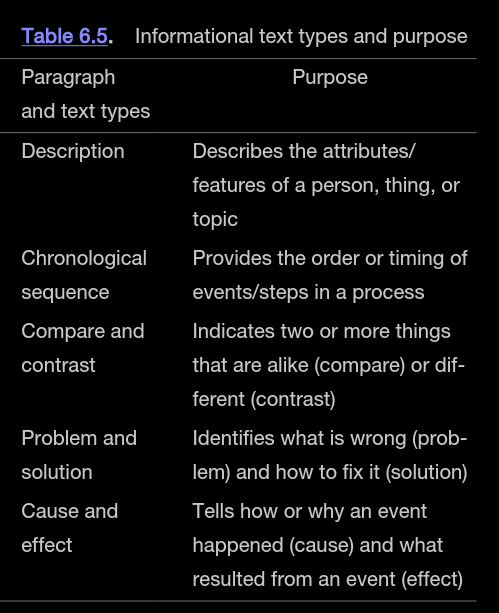 Table 6.5. Informational text types and purpose
Paragraph and text types
Purpose
Description
Describes the attributes/
features of a person, thing, or
topic
Chronological
sequence
Provides the order or timing of
events/steps in a process
Compare and
contrast
Indicates two or more things
that are alike (compare) or dif-
ferent (contrast)
Problem and
solution
Identifies what is wrong (prob-
lem) and how to fix it (solution)
Cause and
effect
Tells how or why an event
happened (cause) and what
resulted from an event (effect)